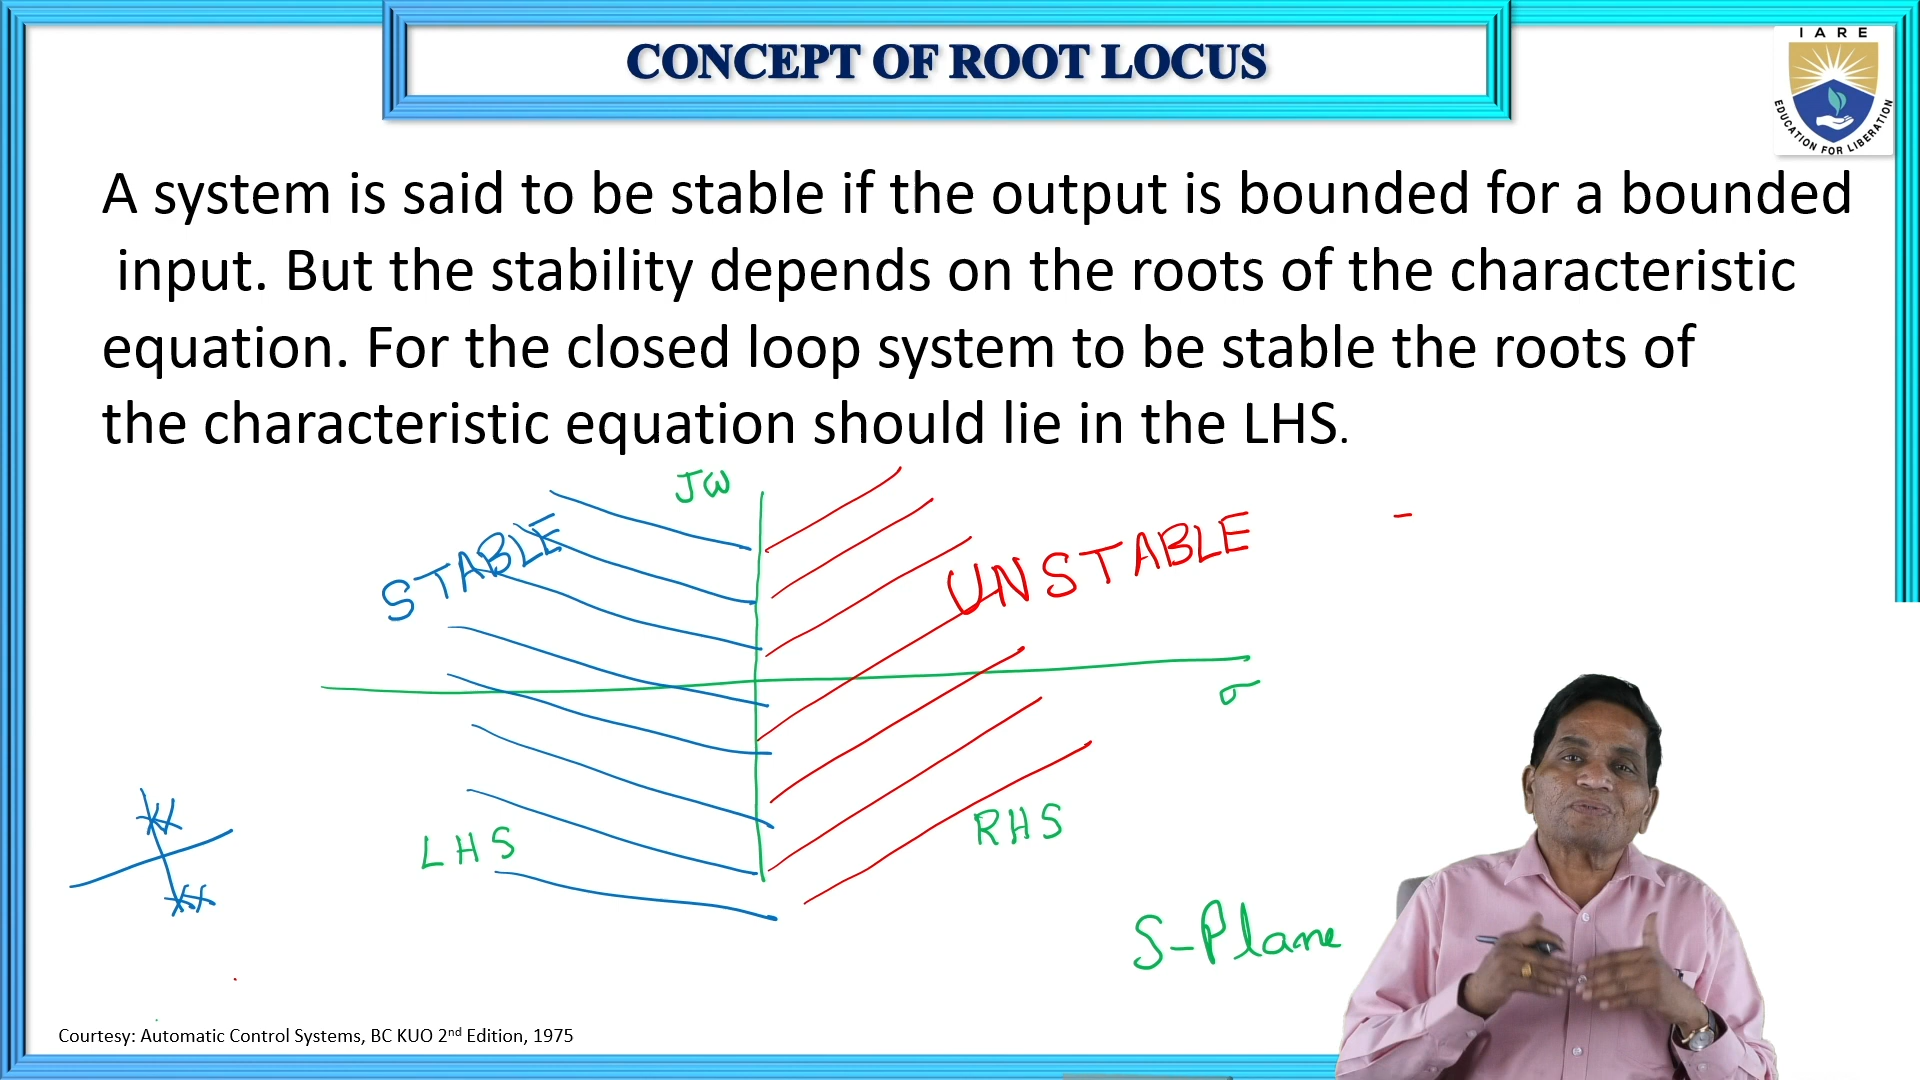 CONCEPT OF ROOT LOCUS
I A R E
EDUCATION FOR LIBERATION
A system is said to be stable if the output is bounded for a bounded
input. But the stability depends on the roots of the characteristic
equation. For the closed loop system to be stable the roots of
the characteristic equation should lie in the LHS.
Jω
STABLE
UNSTABLE
σ
LHS
RHS
S-Plane
Courtesy: Automatic Control Systems, BC KUO 2nd Edition, 1975